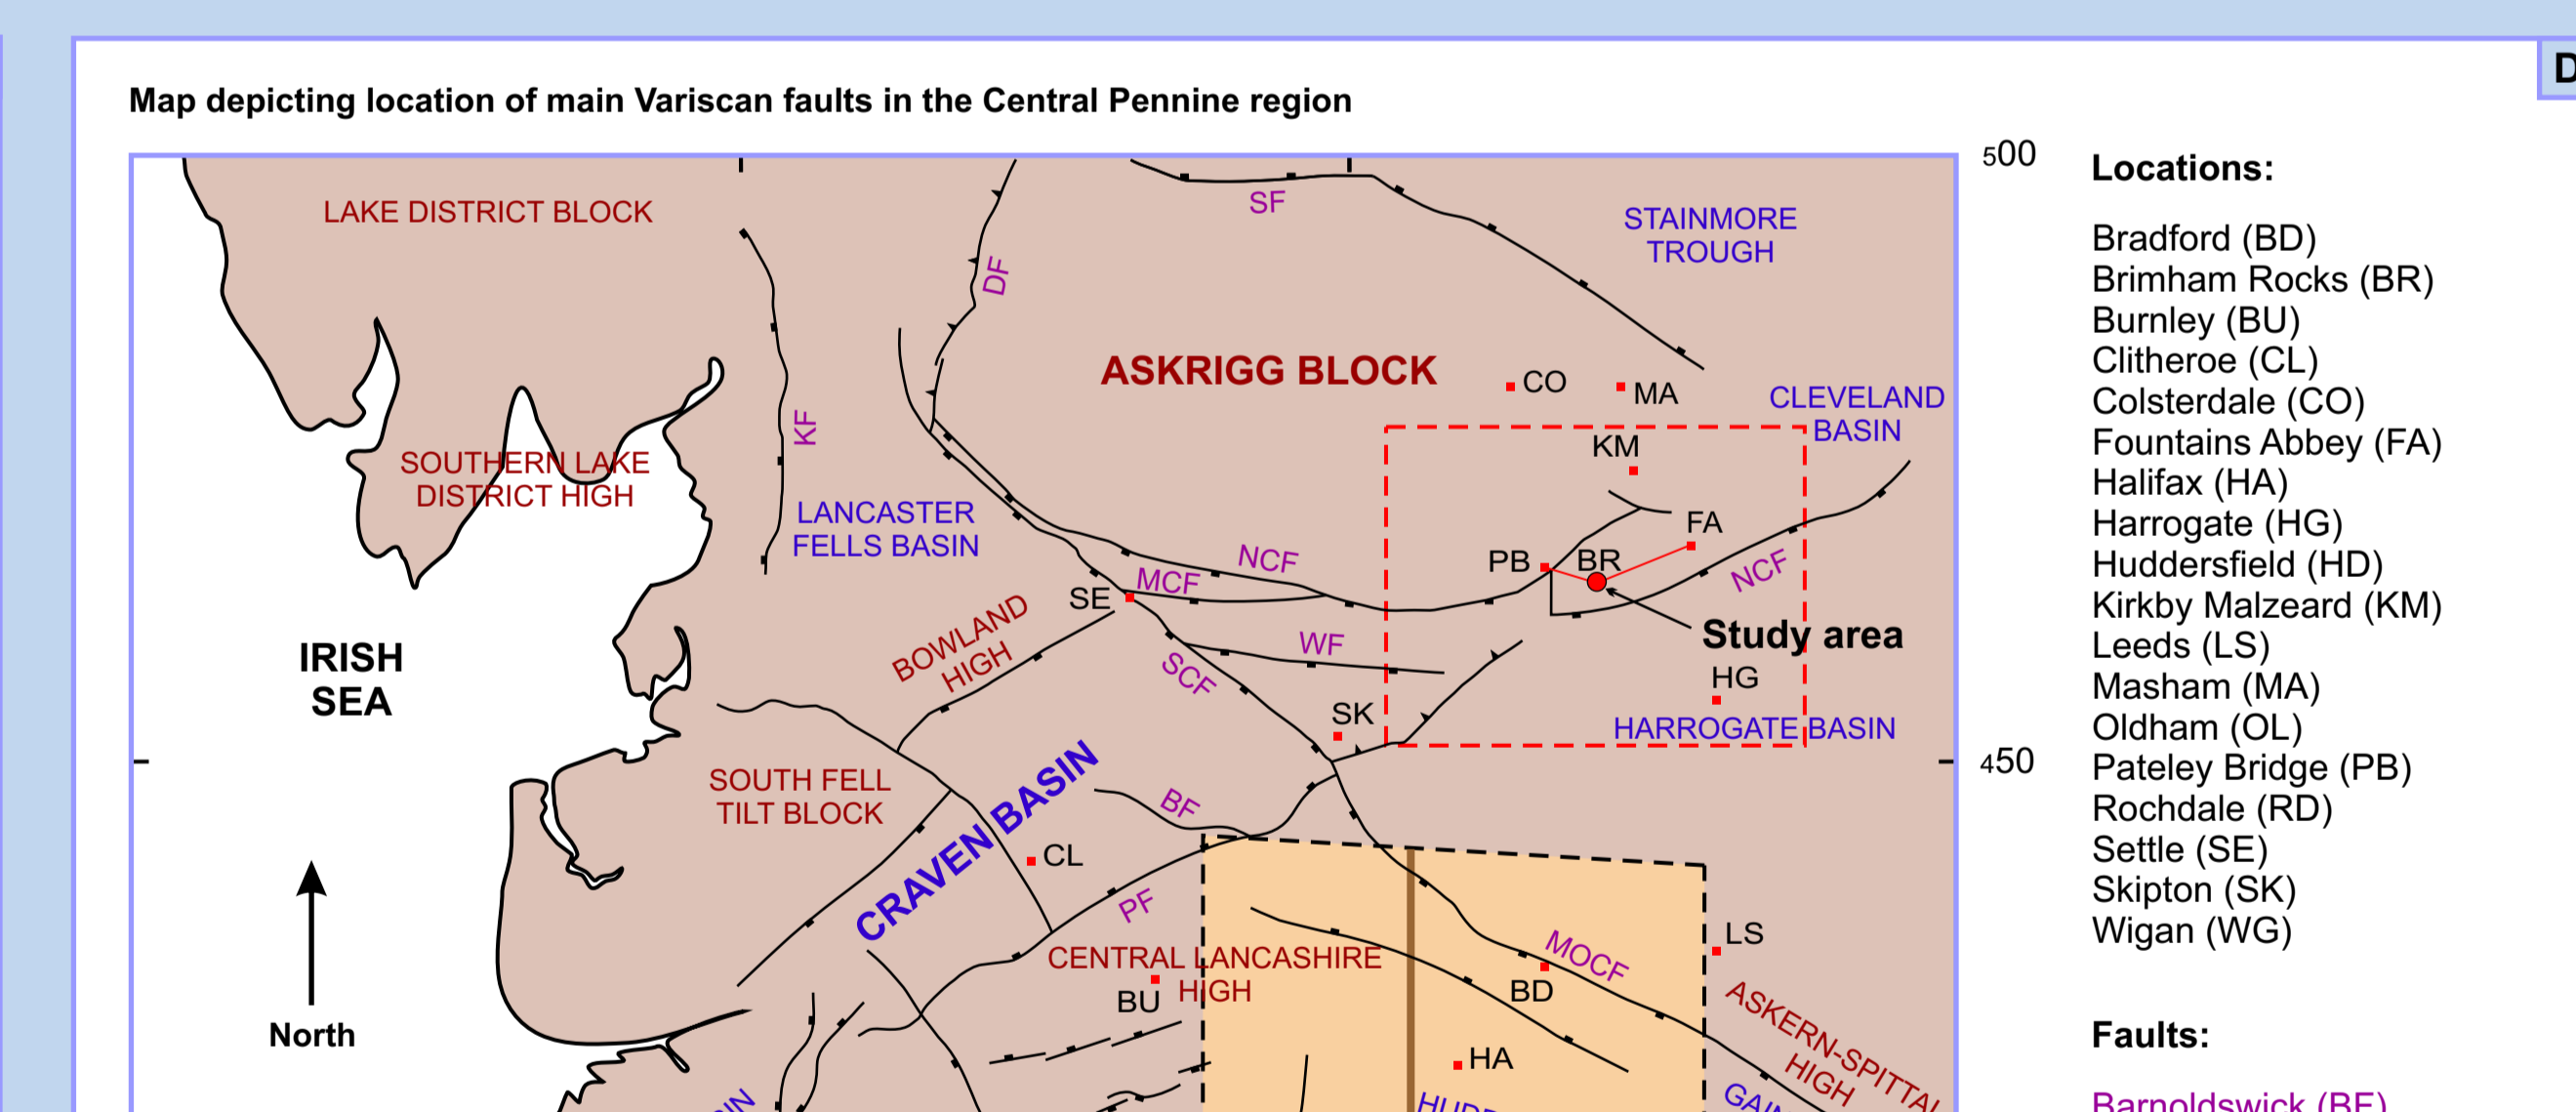 D
Map depicting location of main Variscan faults in the Central Pennine region
500
LAKE DISTRICT BLOCK
SF
STAINMORE
TROUGH
DF
ASKRIGG BLOCK
CO
MA
CLEVELAND
BASIN
KF
KM
SOUTHERN LAKE
DISTRICT HIGH
LANCASTER
FELLS BASIN
FA
NCF
PB
BR
NCF
MCF
SE
BOWLAND
HIGH
WF
Study area
IRISH
SEA
SCF
HG
SK
HARROGATE BASIN
450
SOUTH FELL
TILT BLOCK
CRAVEN BASIN
BF
CL
PF
LS
CENTRAL LANCASHIRE
HIGH
MOCF
BU
BD
North
ASKERN-SPITTAL
HIGH
HA
Locations:
Bradford (BD)
Brimham Rocks (BR)
Burnley (BU)
Clitheroe (CL)
Colsterdale (CO)
Fountains Abbey (FA)
Halifax (HA)
Harrogate (HG)
Huddersfield (HD)
Kirkby Malzeard (KM)
Leeds (LS)
Masham (MA)
Oldham (OL)
Pateley Bridge (PB)
Rochdale (RD)
Settle (SE)
Skipton (SK)
Wigan (WG)
Faults:
Barnoldswick (BF)